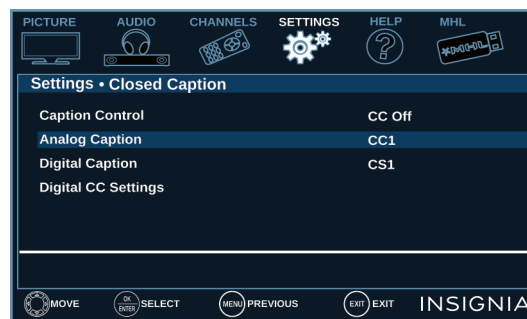 PICTURE AUDIO CHANNELS SETTINGS HELP MHL
MHL
Settings • Closed Caption
Caption Control CC Off
Analog Caption CC1
Digital Caption CS1
Digital CC Settings
MOVE OK ENTER SELECT MENU PREVIOUS EXIT EXIT INSIGNIA